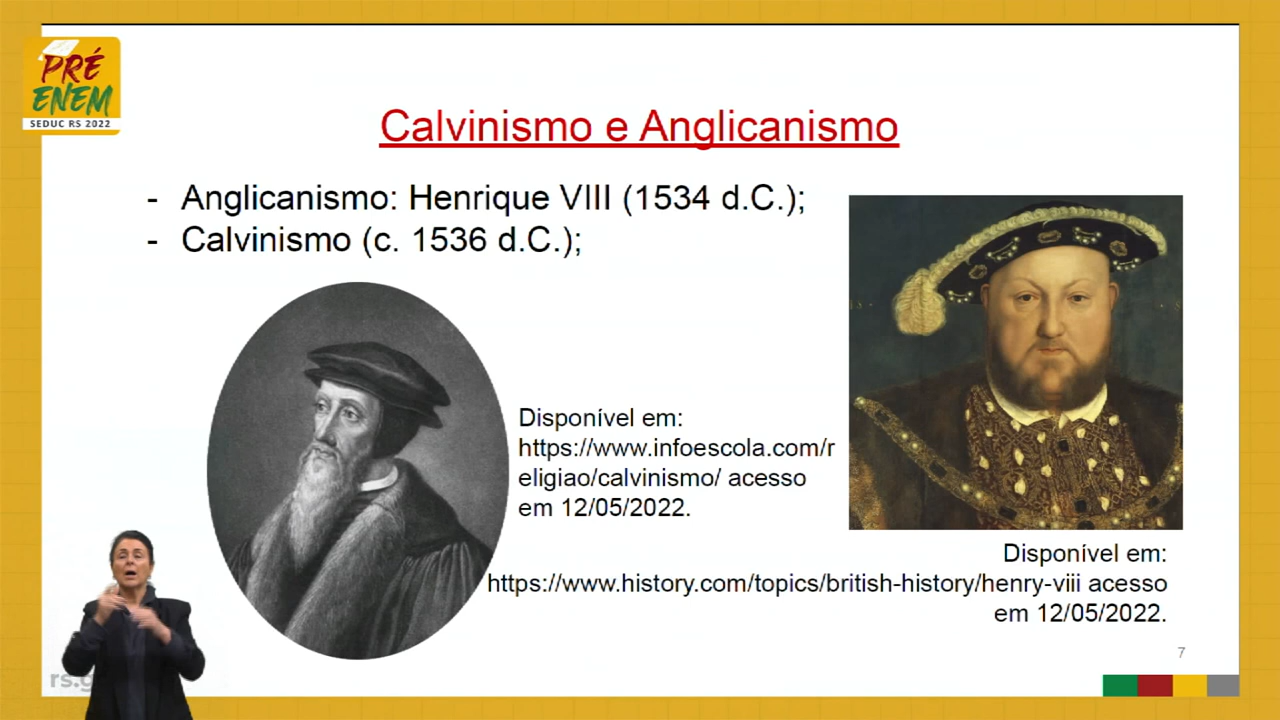 PRÉ
ENEM
SEDUC RS 2022
Calvinismo e Anglicanismo
- Anglicanismo: Henrique VIII (1534 d.C.);
- Calvinismo (c. 1536 d.C.);
Disponível em:
https://www.infoescola.com/r
eligiao/calvinismo/ acesso
em 12/05/2022.
Disponível em:
https://www.history.com/topics/british-history/henry-viii acesso
em 12/05/2022.
7
rs.g